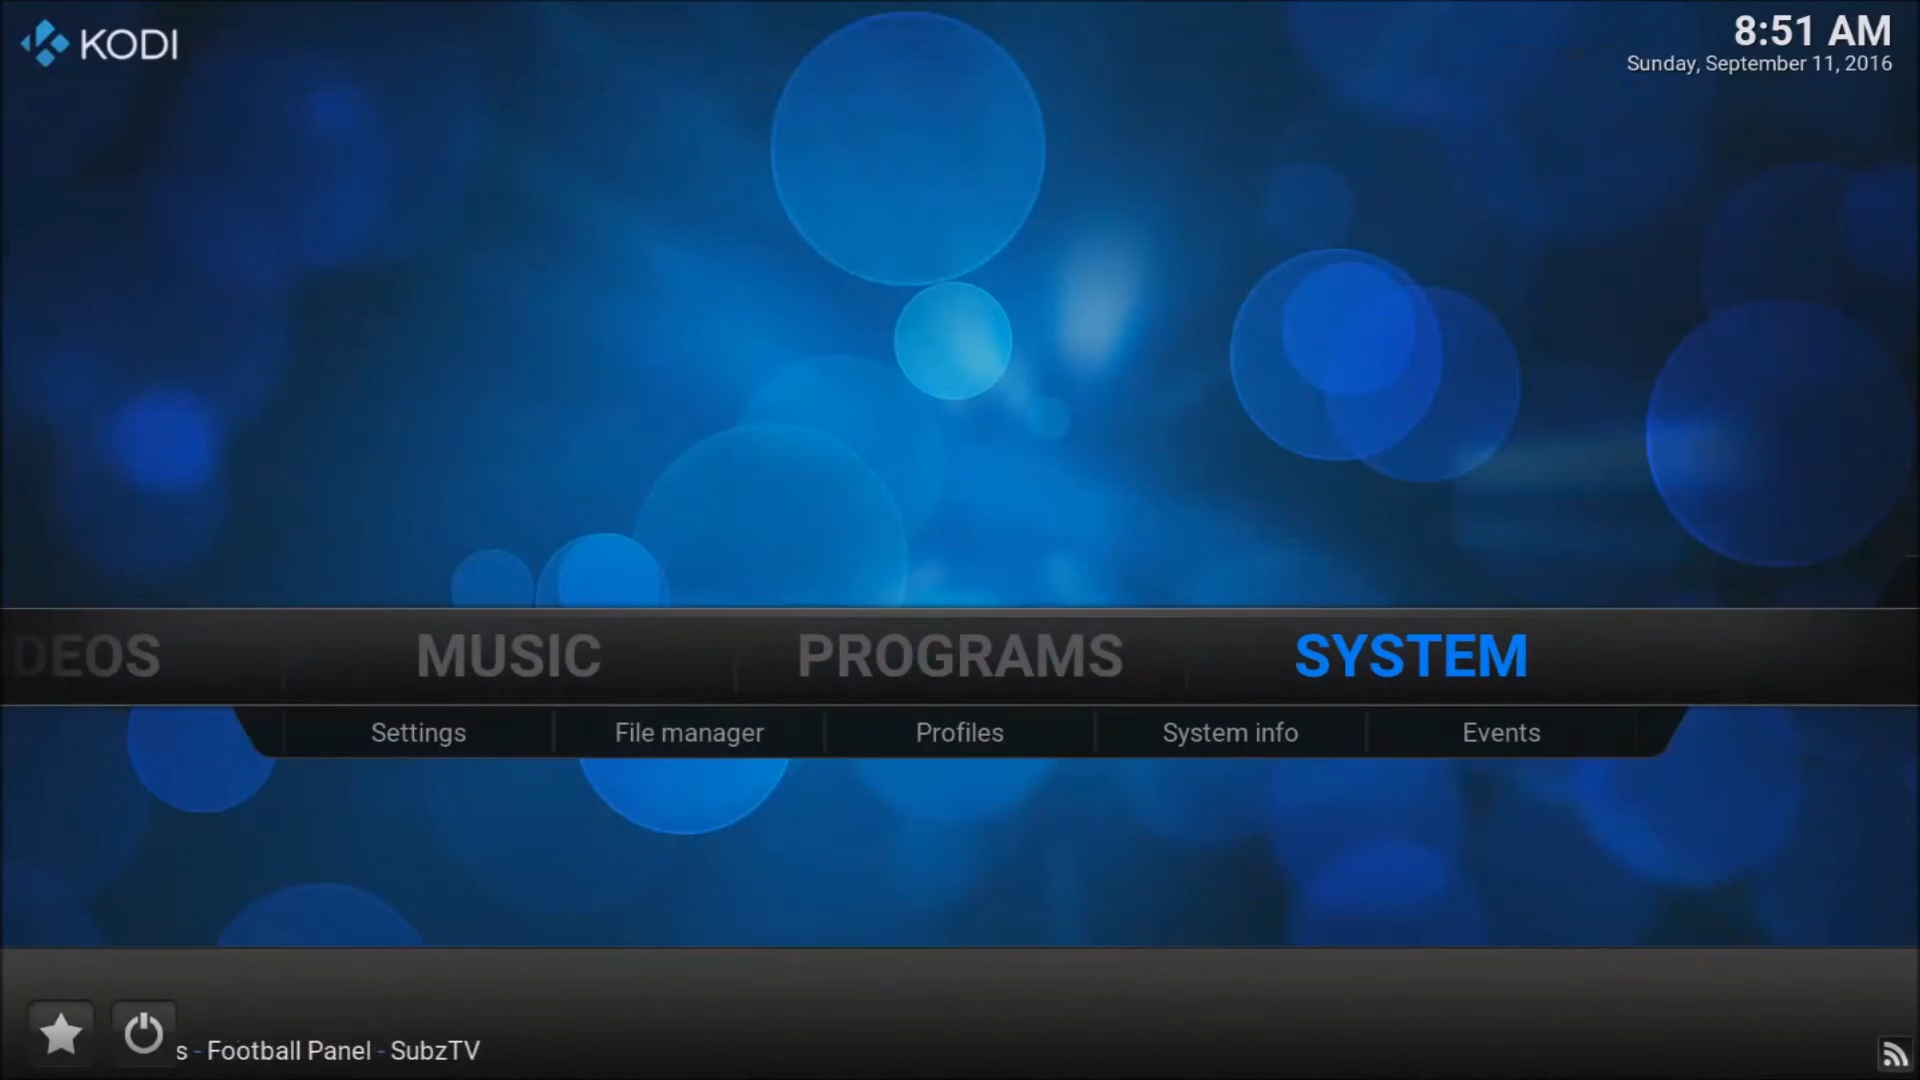 KODI
8:51 AM
Sunday, September 11, 2016
DEOS MUSIC PROGRAMS SYSTEM
Settings File manager Profiles System info Events
s - Football Panel - SubzTV